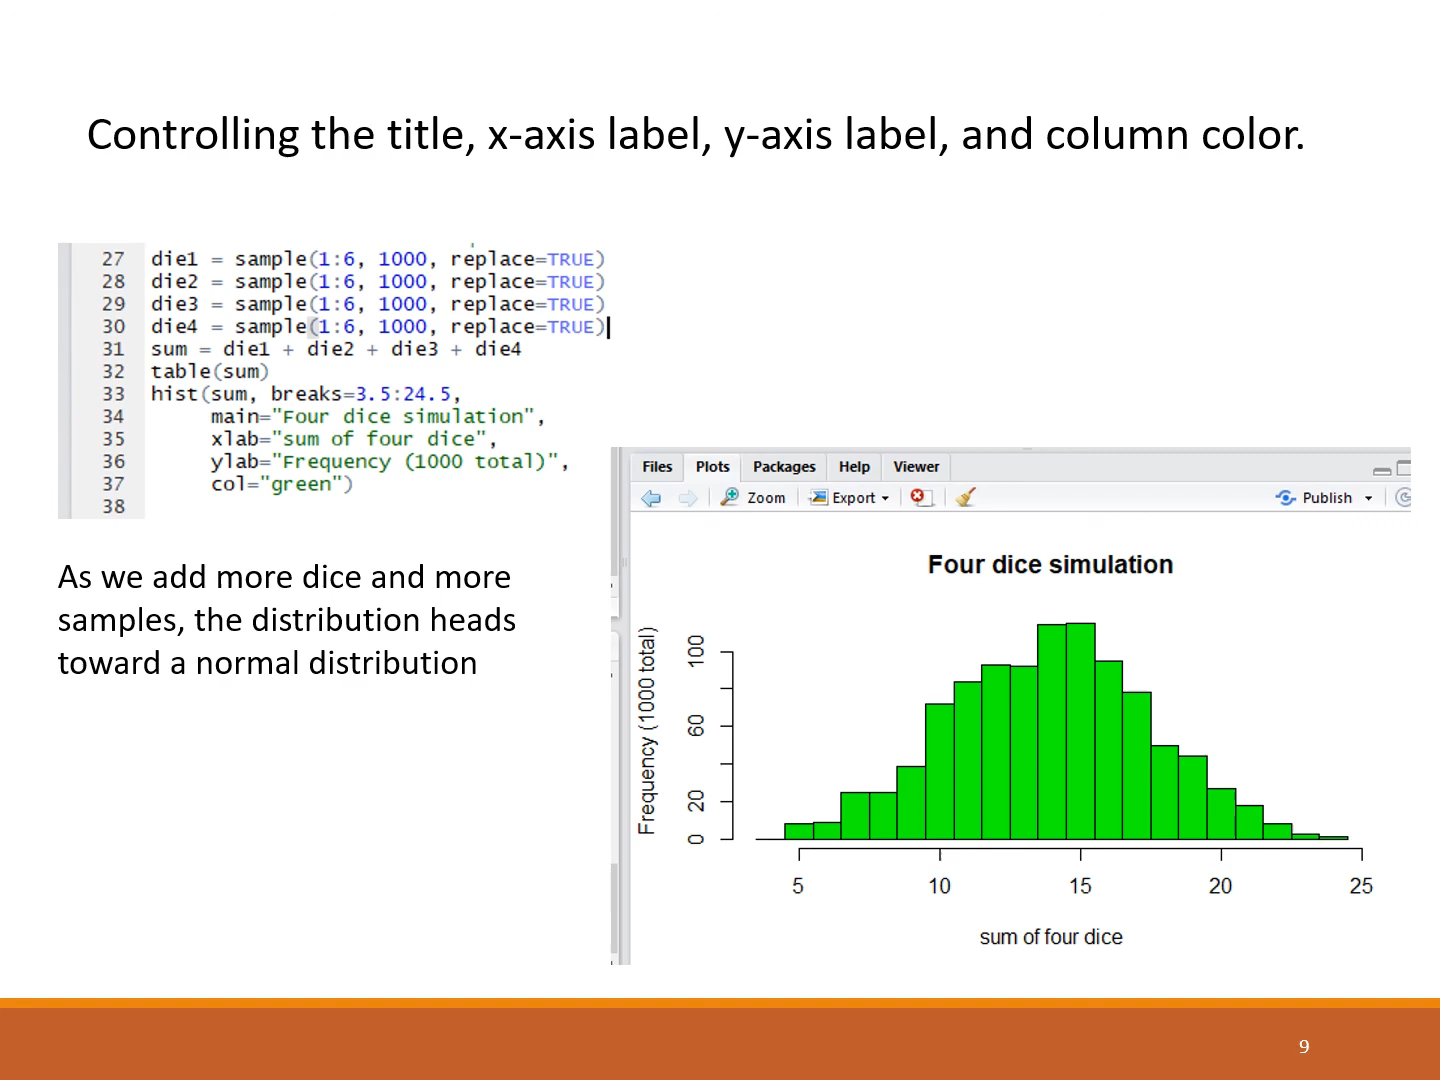 Controlling the title, x-axis label, y-axis label, and column color.
27 die1 = sample(1:6, 1000, replace=TRUE)
28 die2 = sample(1:6, 1000, replace=TRUE)
29 die3 = sample(1:6, 1000, replace=TRUE)
30 die4 = sample(1:6, 1000, replace=TRUE)
31 sum = die1 + die2 + die3 + die4
32 table(sum)
33 hist(sum, breaks=3.5:24.5,
34 main="Four dice simulation",
35 xlab="sum of four dice",
36 ylab="Frequency (1000 total)",
37 col="green")
38
As we add more dice and more
samples, the distribution heads
toward a normal distribution
Files Plots Packages Help Viewer
Zoom Export Publish
Four dice simulation
Frequency (1000 total)
100
60
20
0
5 10 15 20 25
sum of four dice
9